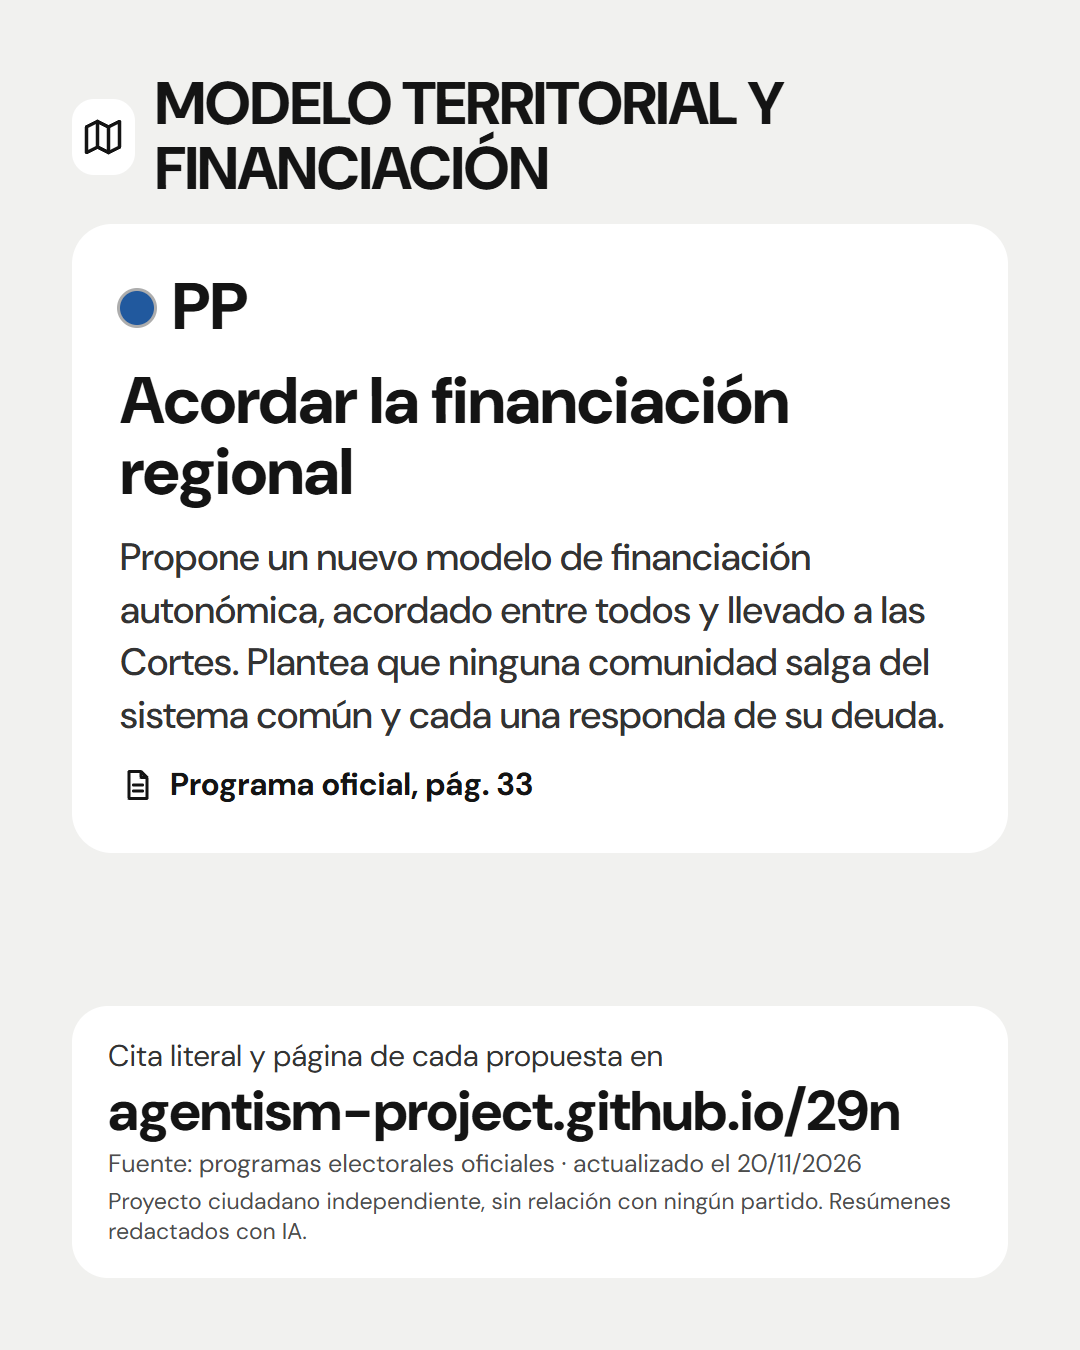 MODELO TERRITORIAL Y
FINANCIACIÓN
PP
Acordar la financiación
regional
Propone un nuevo modelo de financiación
autonómica, acordado entre todos y llevado a las
Cortes. Plantea que ninguna comunidad salga del
sistema común y cada una responda de su deuda.
Programa oficial, pág. 33
Cita literal y página de cada propuesta en
agentism-project.github.io/29n
Fuente: programas electorales oficiales · actualizado el 20/11/2026
Proyecto ciudadano independiente, sin relación con ningún partido. Resúmenes
redactados con IA.